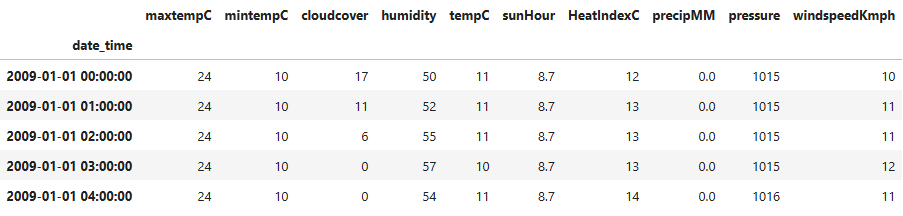 maxtempC mintempC cloudcover humidity tempC sunHour HeatIndexC precipMM pressure windspeedKmph
date_time
2009-01-01 00:00:00 24 10 17 50 11 8.7 12 0.0 1015 10
2009-01-01 01:00:00 24 10 11 52 11 8.7 13 0.0 1015 11
2009-01-01 02:00:00 24 10 6 55 11 8.7 13 0.0 1015 11
2009-01-01 03:00:00 24 10 0 57 10 8.7 13 0.0 1015 12
2009-01-01 04:00:00 24 10 0 54 11 8.7 14 0.0 1016 11